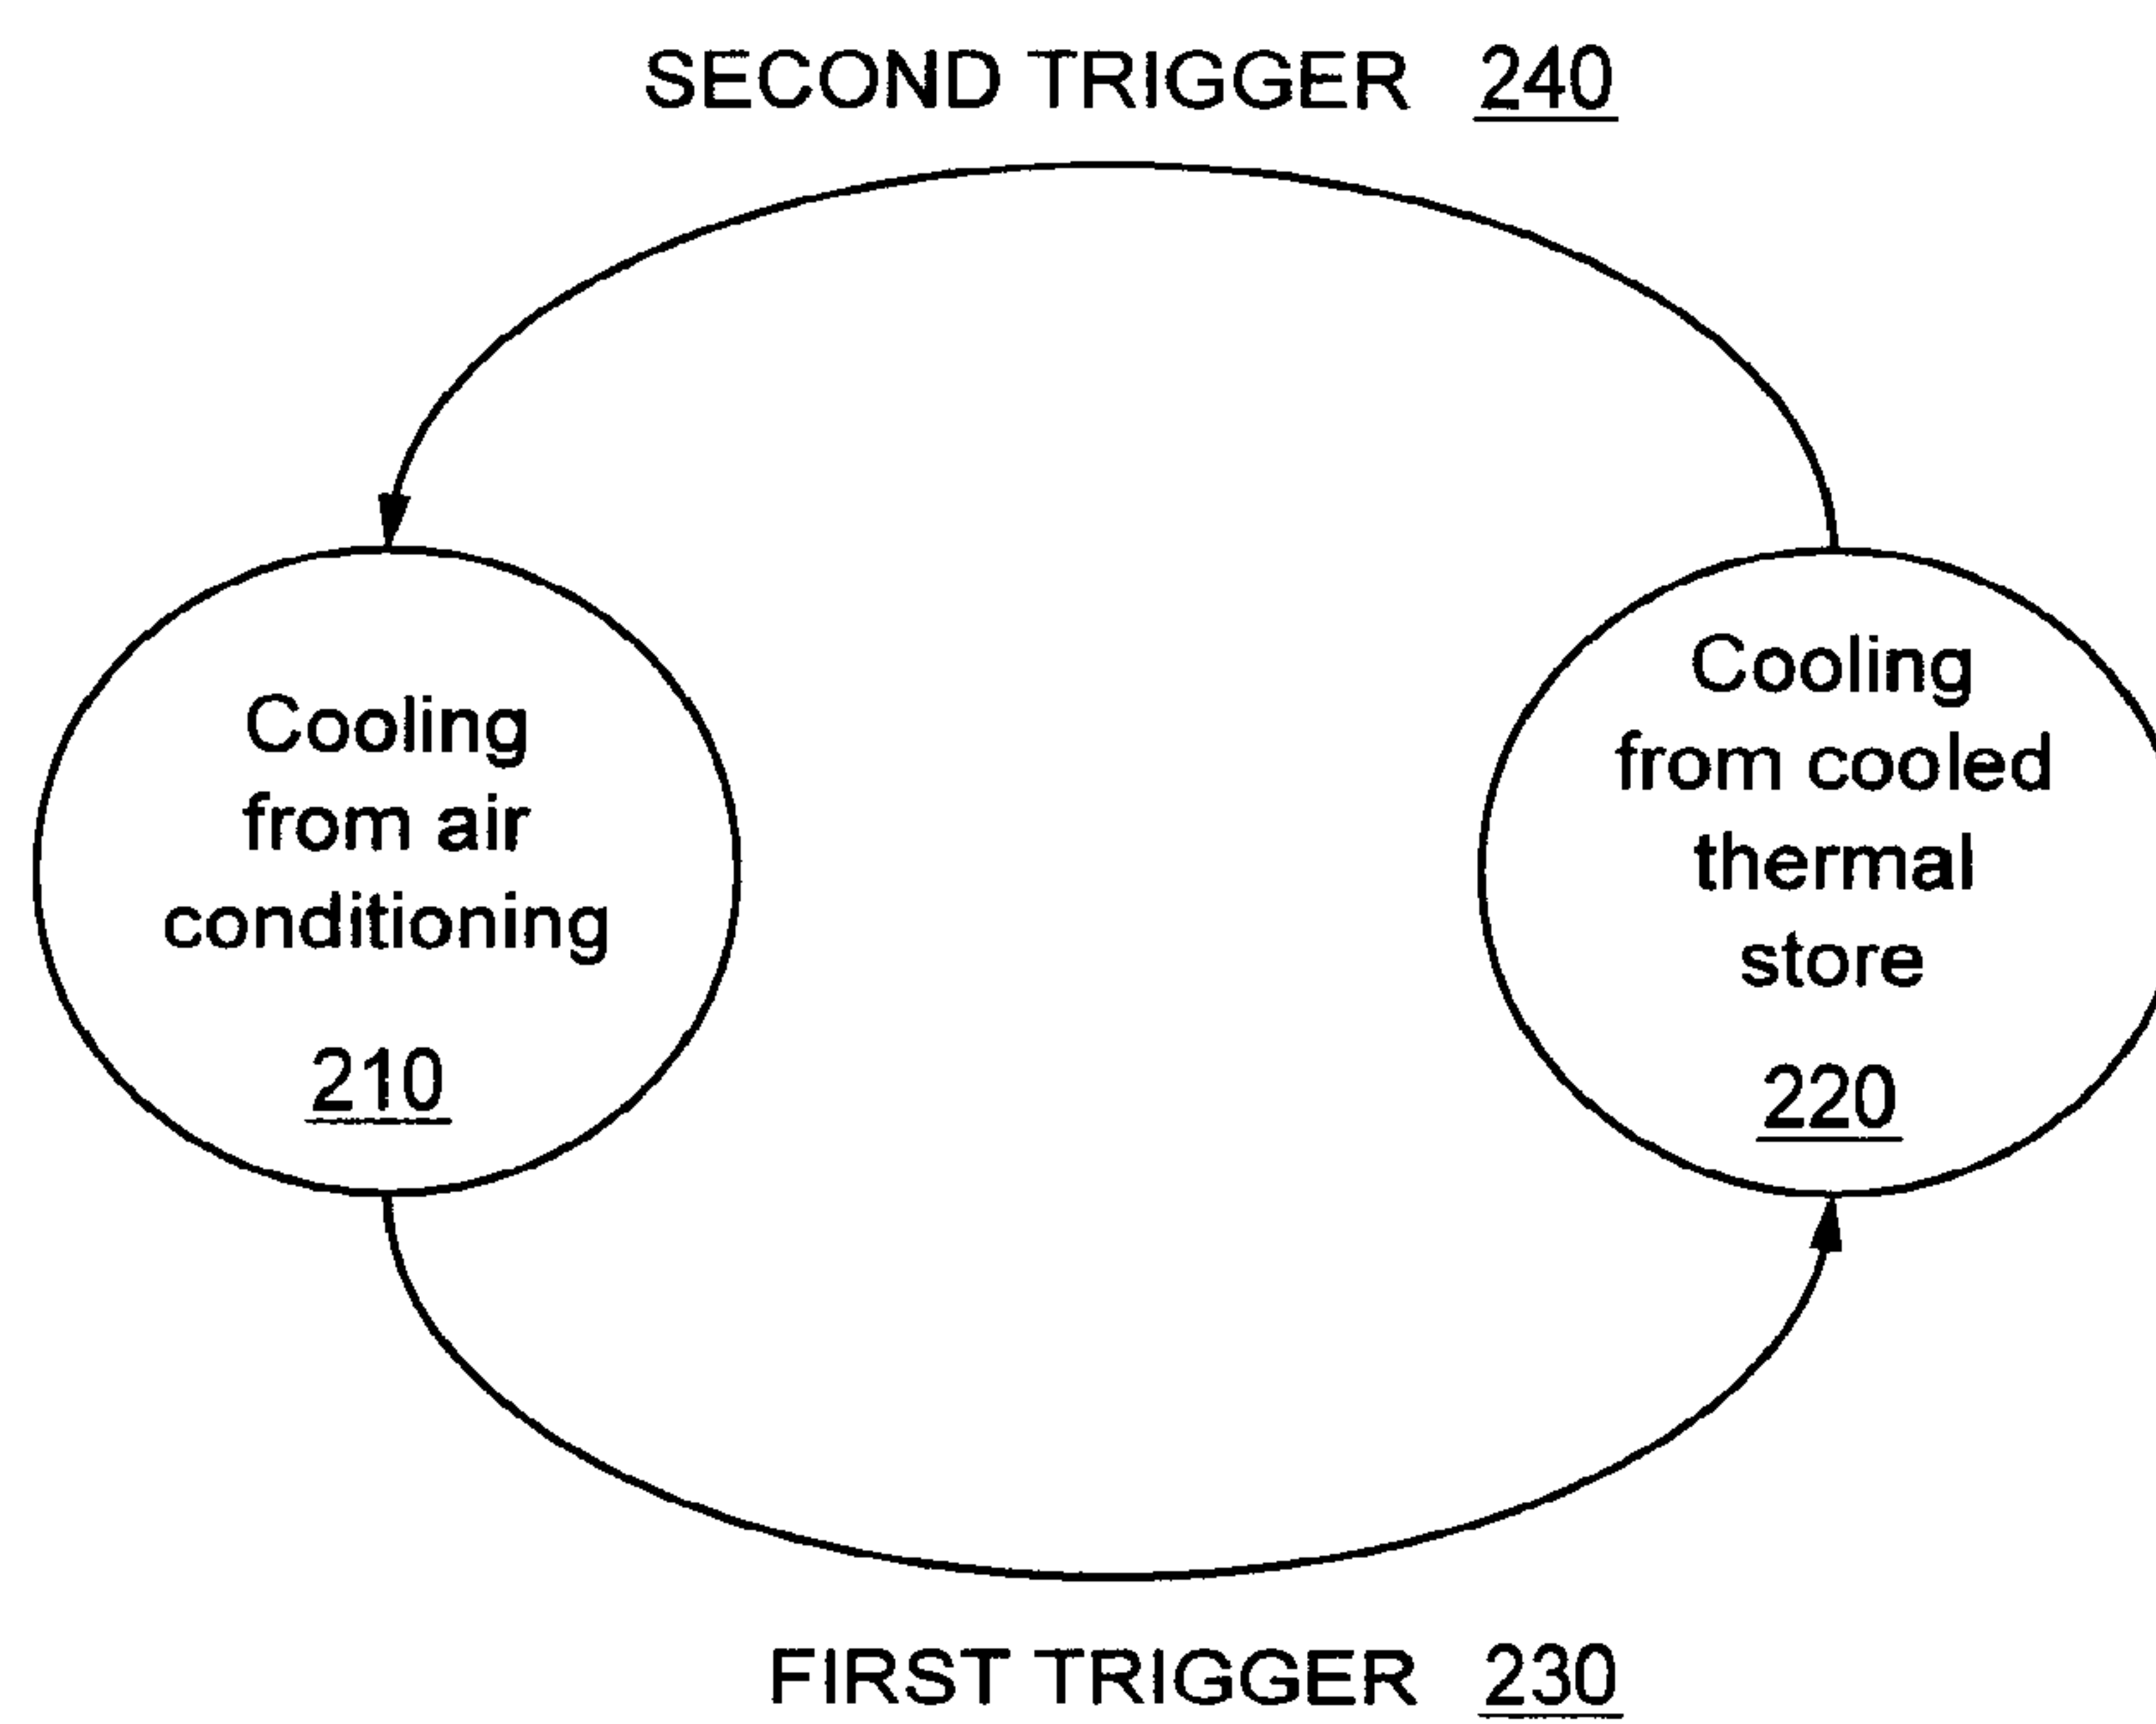 SECOND TRIGGER 240
Cooling
from air
conditioning
210
Cooling
from cooled
thermal
store
220
FIRST TRIGGER 230